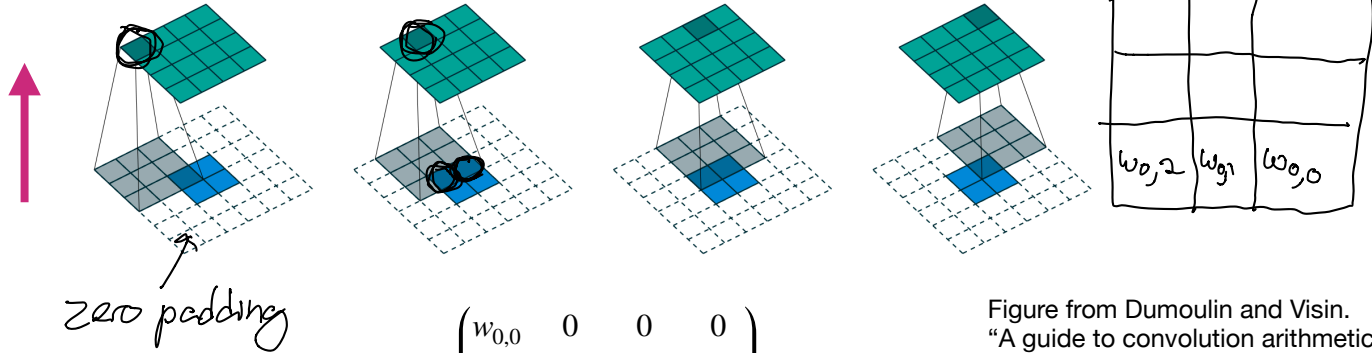 w0,2 w0,1 w0,0
zero padding
w0,0 0 0 0
Figure from Dumoulin and Visin.
"A guide to convolution arithmetic